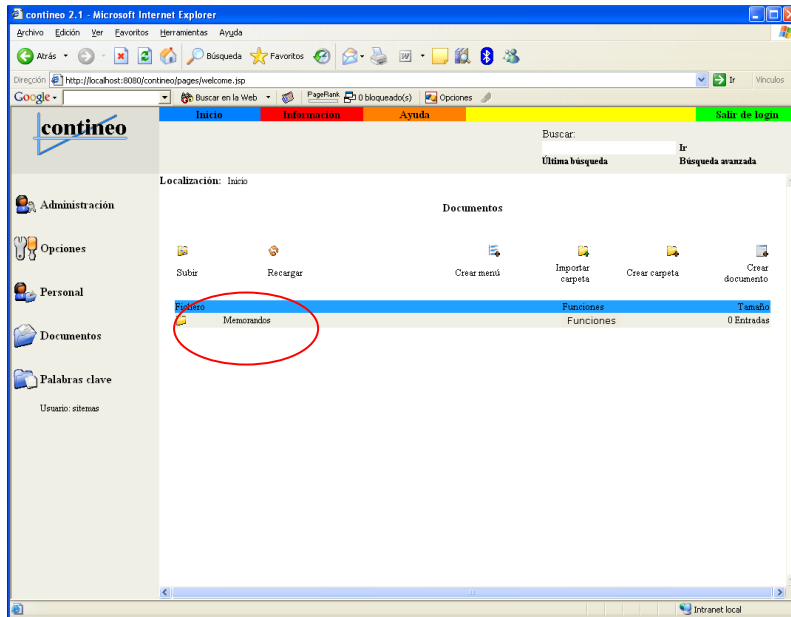 contineo 2.1 - Microsoft Internet Explorer
Archivo Edición Ver Favoritos Herramientas Ayuda
Atrás Búsqueda Favoritos
Dirección http://localhost:8080/contineo/pages/welcome.jsp Ir Vínculos
Google Buscar en la Web PageRank 0 bloqueado(s) Opciones
contineo
Inicio Información Ayuda Salir de login
Buscar:
Ir
Última búsqueda Búsqueda avanzada
Localización: Inicio
Administración
Opciones
Personal
Documentos
Palabras clave
Usuario: sitemas
Documentos
Subir Recargar Crear menú Importar carpeta Crear carpeta Crear documento
Fichero Funciones Tamaño
Memorandos Funciones 0 Entradas
Intranet local